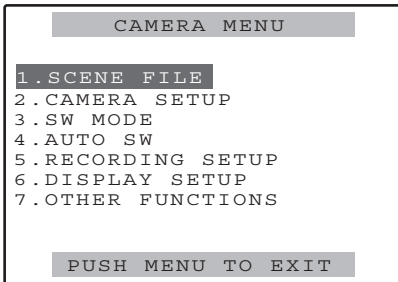 CAMERA MENU
1.SCENE FILE
2.CAMERA SETUP
3.SW MODE
4.AUTO SW
5.RECORDING SETUP
6.DISPLAY SETUP
7.OTHER FUNCTIONS
PUSH MENU TO EXIT